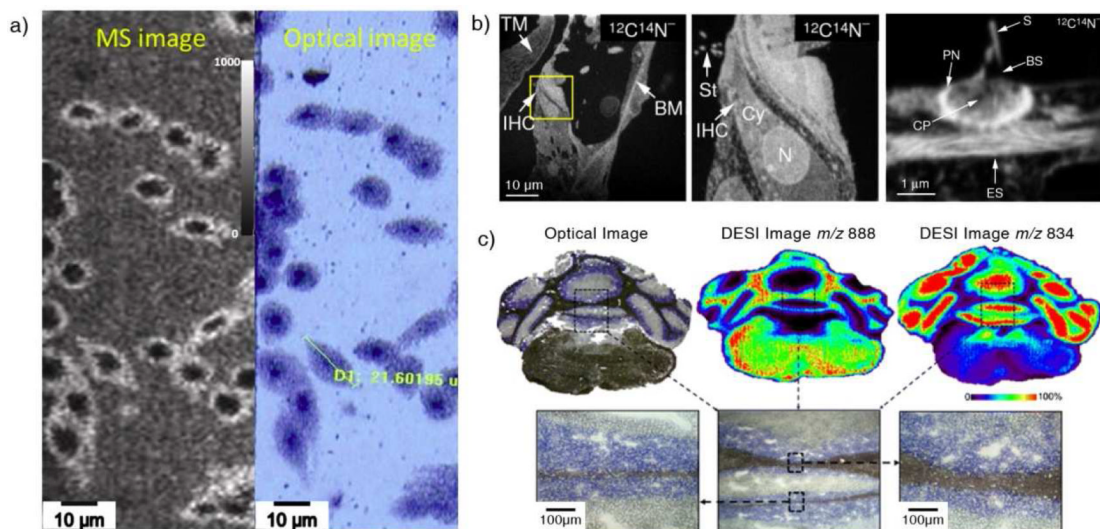 a)
MS image
Optical image
1000
0
D1: 21.60195 u
10 µm
10 µm
b)
TM
12C14N−
IHC
BM
10 µm
12C14N−
St
IHC
Cy
N
12C14N−
S
PN
BS
CP
ES
1 µm
c)
Optical Image
DESI Image m/z 888
DESI Image m/z 834
0
100%
100µm
100µm